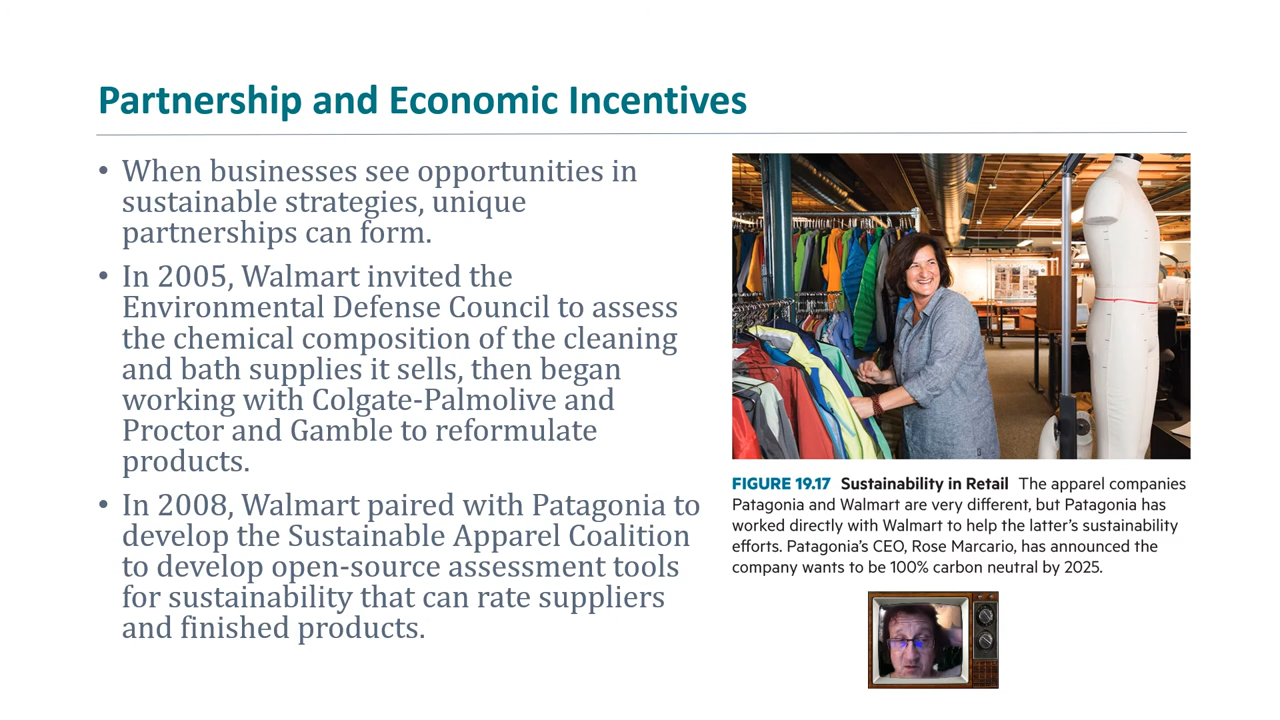 Partnership and Economic Incentives
• When businesses see opportunities in
sustainable strategies, unique
partnerships can form.
• In 2005, Walmart invited the
Environmental Defense Council to assess
the chemical composition of the cleaning
and bath supplies it sells, then began
working with Colgate-Palmolive and
Proctor and Gamble to reformulate
products.
• In 2008, Walmart paired with Patagonia to
develop the Sustainable Apparel Coalition
to develop open-source assessment tools
for sustainability that can rate suppliers
and finished products.
FIGURE 19.17 Sustainability in Retail The apparel companies
Patagonia and Walmart are very different, but Patagonia has
worked directly with Walmart to help the latter's sustainability
efforts. Patagonia's CEO, Rose Marcario, has announced the
company wants to be 100% carbon neutral by 2025.